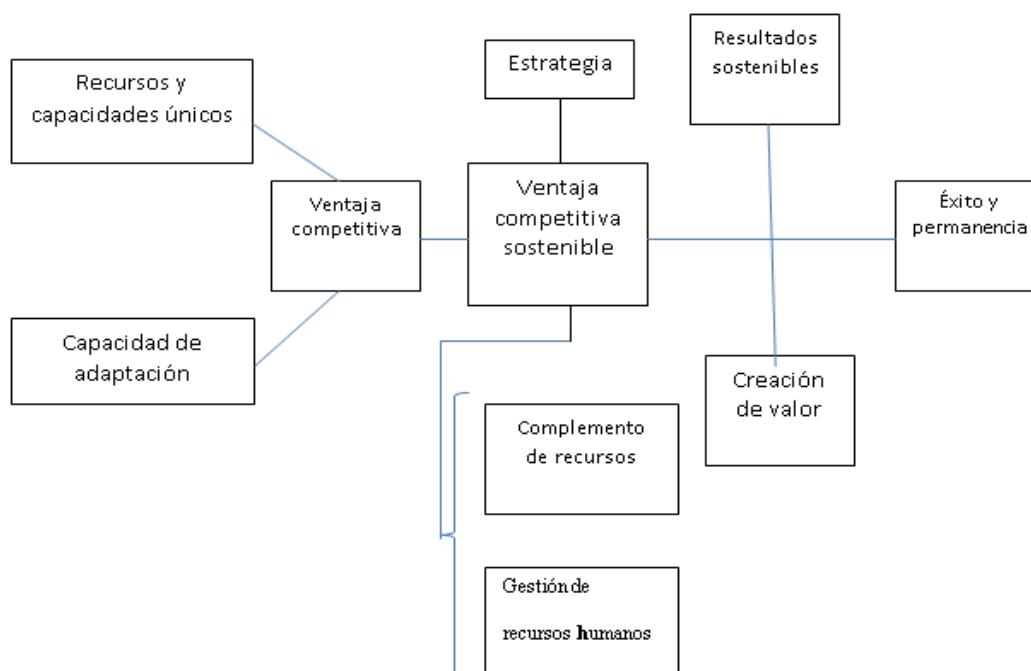 Recursos y
capacidades únicos
Estrategia
Resultados
sostenibles
Ventaja
competitiva
Ventaja
competitiva
sostenible
Éxito y
permanencia
Capacidad de
adaptación
Creación
de valor
Complemento
de recursos
Gestión de
recursos humanos